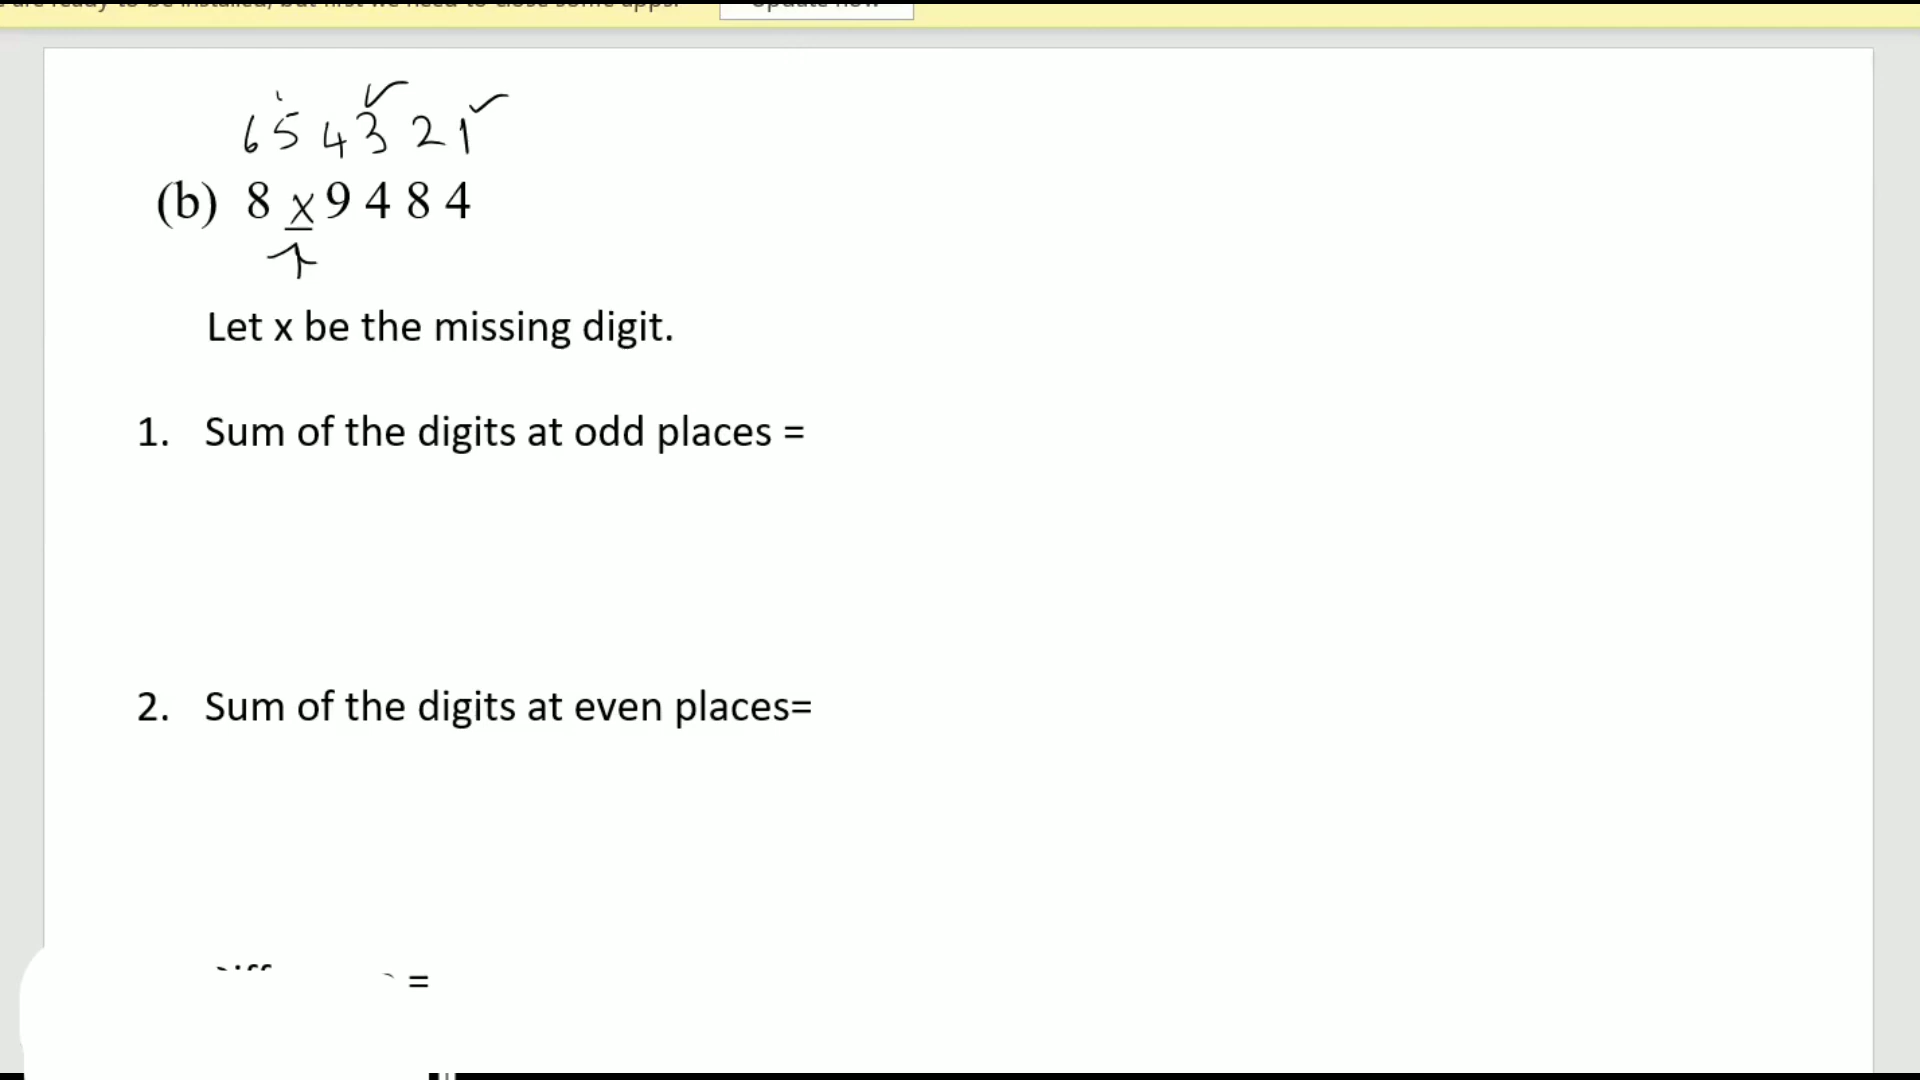 6 5 4 3 2 1
(b) 8 x 9 4 8 4
Let x be the missing digit.
1. Sum of the digits at odd places =
2. Sum of the digits at even places=
=